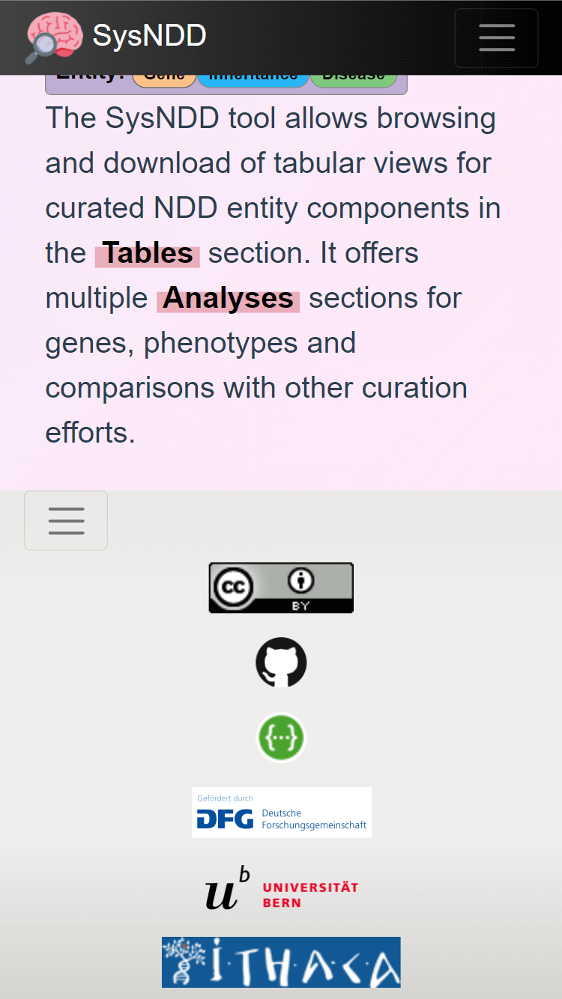 SysNDD
Entity: Gene Inheritance Disease
The SysNDD tool allows browsing
and download of tabular views for
curated NDD entity components in
the Tables section. It offers
multiple Analyses sections for
genes, phenotypes and
comparisons with other curation
efforts.
CC
BY
{···}
Gefördert durch
DFG Deutsche
Forschungsgemeinschaft
u^b UNIVERSITÄT
BERN
ITHACA